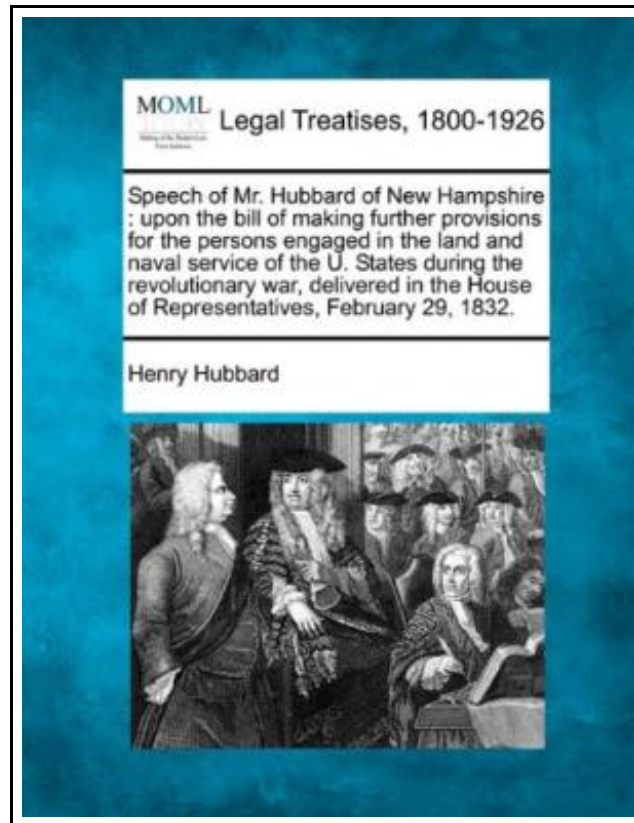 MOML
Legal Treatises, 1800-1926
Speech of Mr. Hubbard of New Hampshire
: upon the bill of making further provisions
for the persons engaged in the land and
naval service of the U. States during the
revolutionary war, delivered in the House
of Representatives, February 29, 1832.
Henry Hubbard